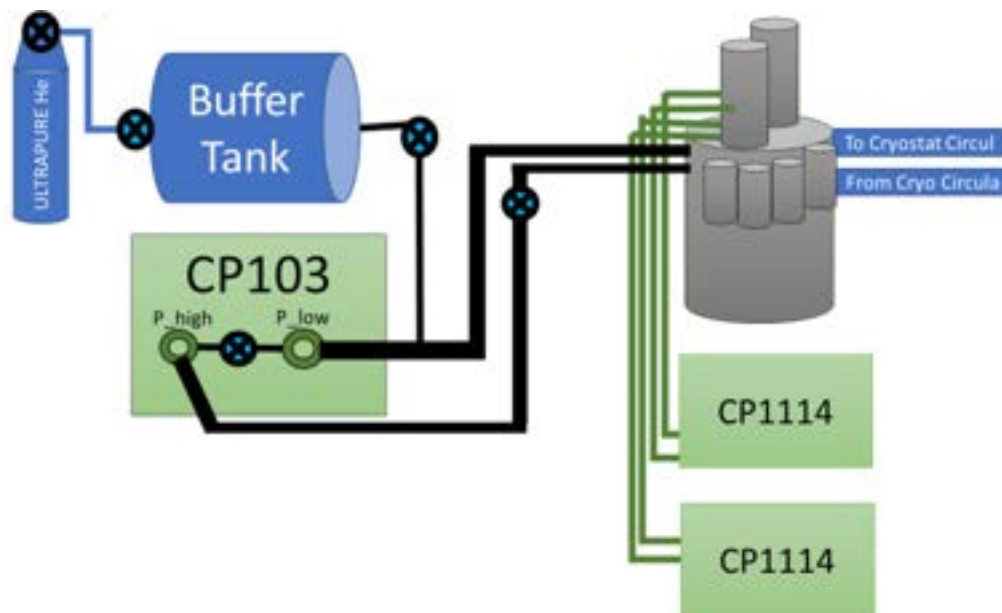 ULTRAPURE He
Buffer
Tank
To Cryostat Circul
From Cryo Circula
CP103
P_high
P_low
CP1114
CP1114